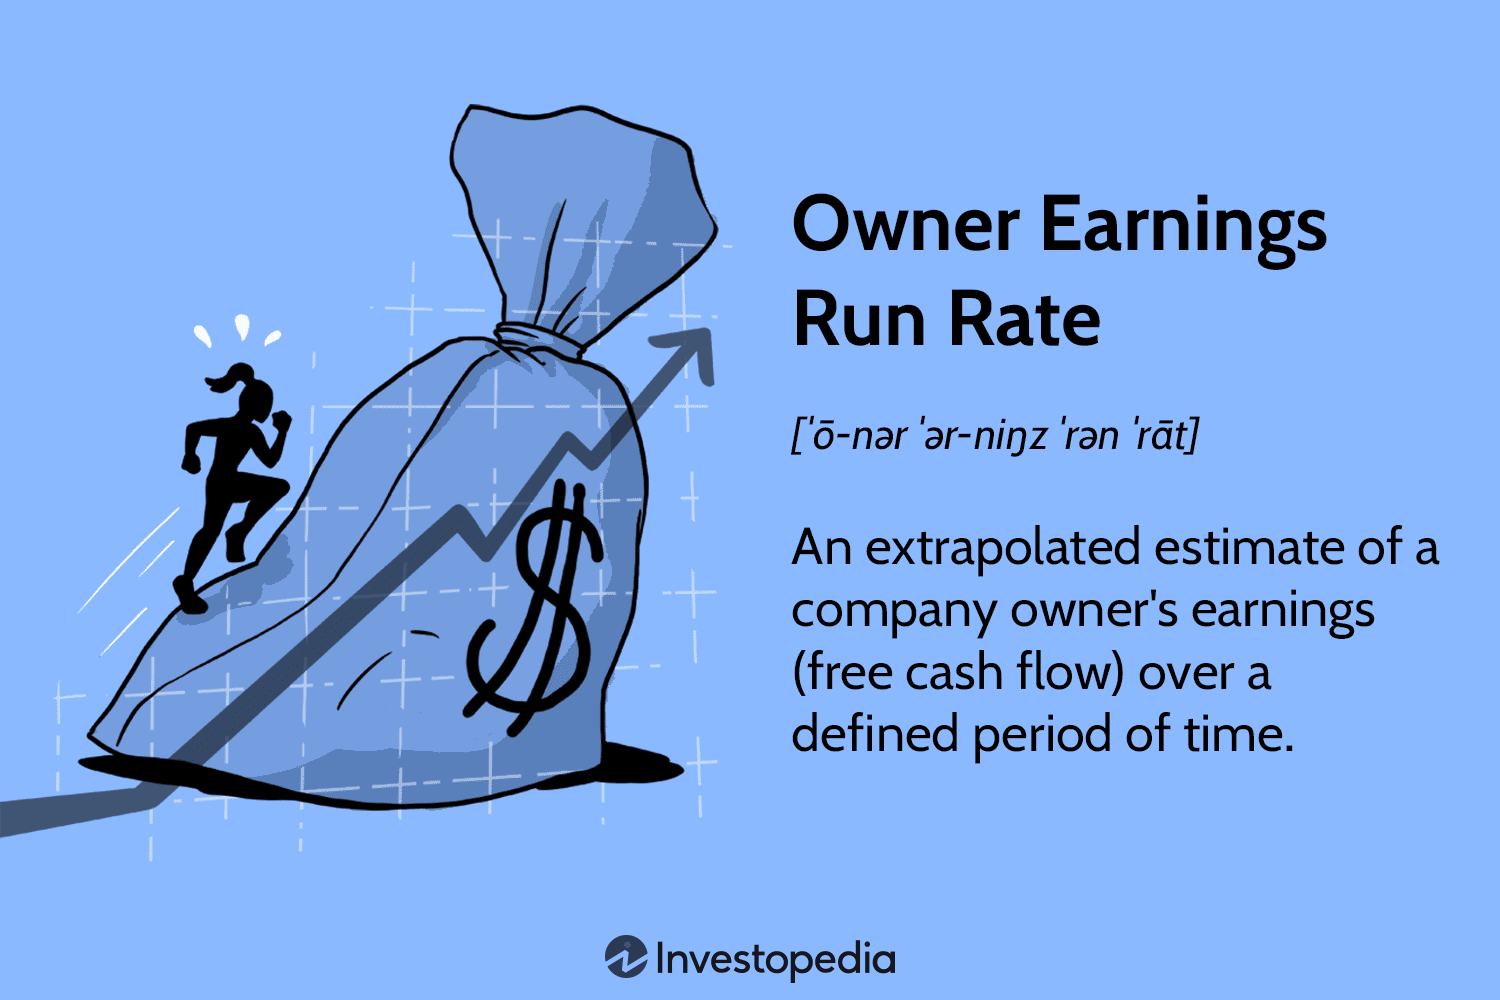 Owner Earnings
Run Rate
[ˈō-nər ˈər-niŋz ˈrən ˈrāt]
An extrapolated estimate of a
company owner's earnings
(free cash flow) over a
defined period of time.
$
Investopedia